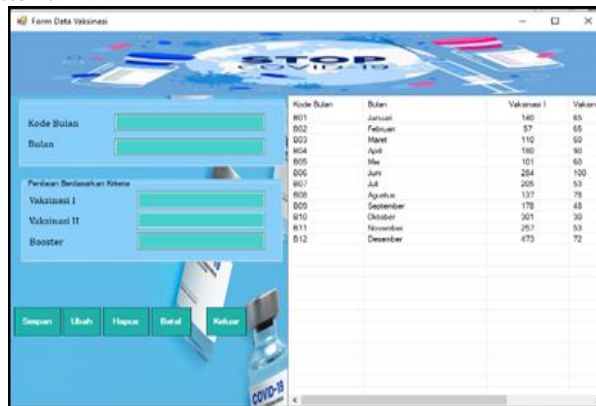 Form Data Vaksinasi
STOP
COVID-19
Kode Bulan
Bulan
Penilaian Berdasarkan Kriteria
Vaksinasi I
Vaksinasi II
Booster
Simpan Ubah Hapus Batal Keluar
COVID-19
Kode Bulan Bulan Vaksinasi I Vaksin
B01 Januari 140 65
B02 Februari 57 65
B03 Maret 110 60
B04 April 180 90
B05 Mei 101 60
B06 Juni 284 100
B07 Juli 205 53
B08 Agustus 137 78
B09 September 178 48
B10 Oktober 301 30
B11 November 257 53
B12 Desember 473 72